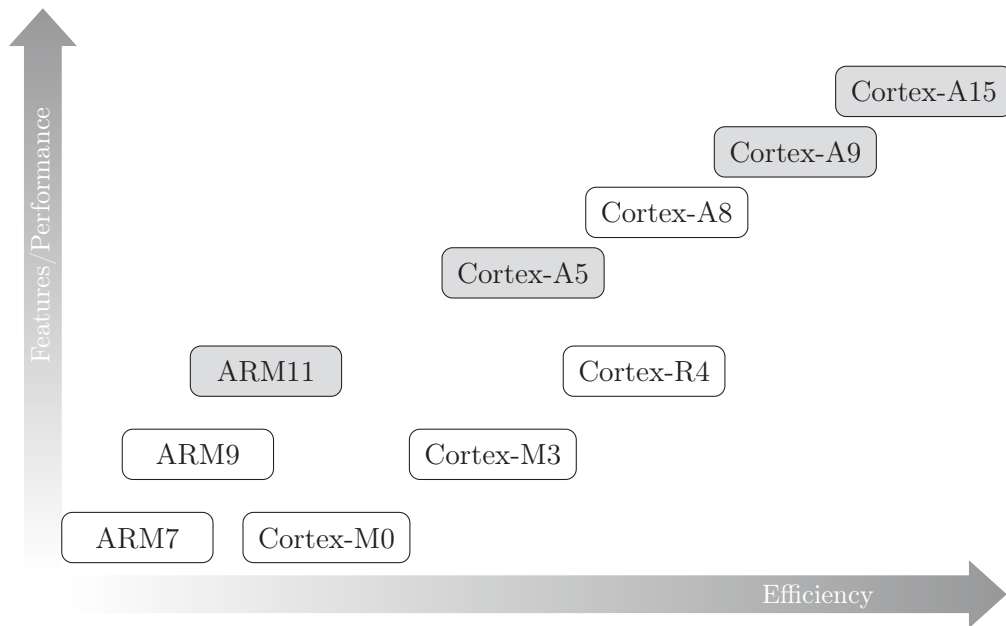 Features/Performance
Cortex-A15
Cortex-A9
Cortex-A8
Cortex-A5
ARM11
Cortex-R4
ARM9
Cortex-M3
ARM7
Cortex-M0
Efficiency